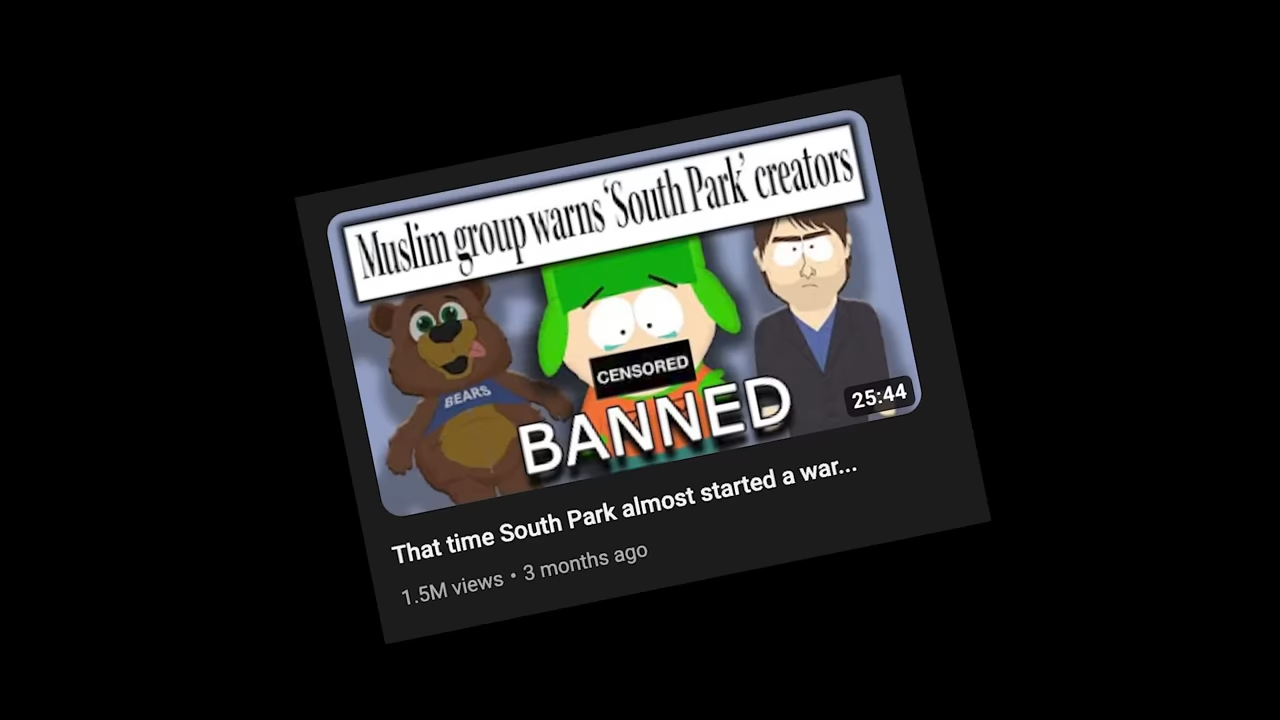 Muslim group warns ‘South Park’ creators
BEARS
CENSORED
BANNED
25:44
That time South Park almost started a war...
1.5M views • 3 months ago